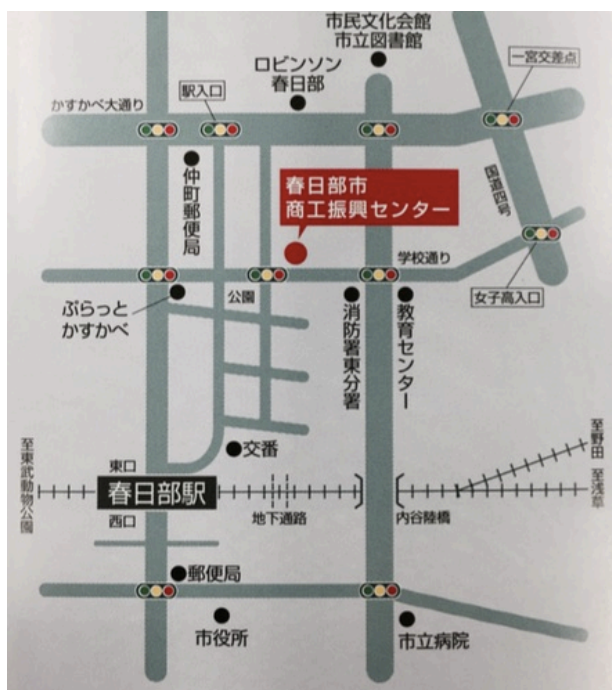 市民文化会館
市立図書館
ロビンソン
春日部
一宮交差点
駅入口
かすかべ大通り
仲町郵便局
春日部市
商工振興センター
国道四号
学校通り
公園
女子高入口
ぷらっと
かすかべ
消防署東分署
教育センター
交番
至東武動物公園
東口
春日部駅
西口
地下通路
内谷陸橋
至野田
至浅草
郵便局
市役所
市立病院